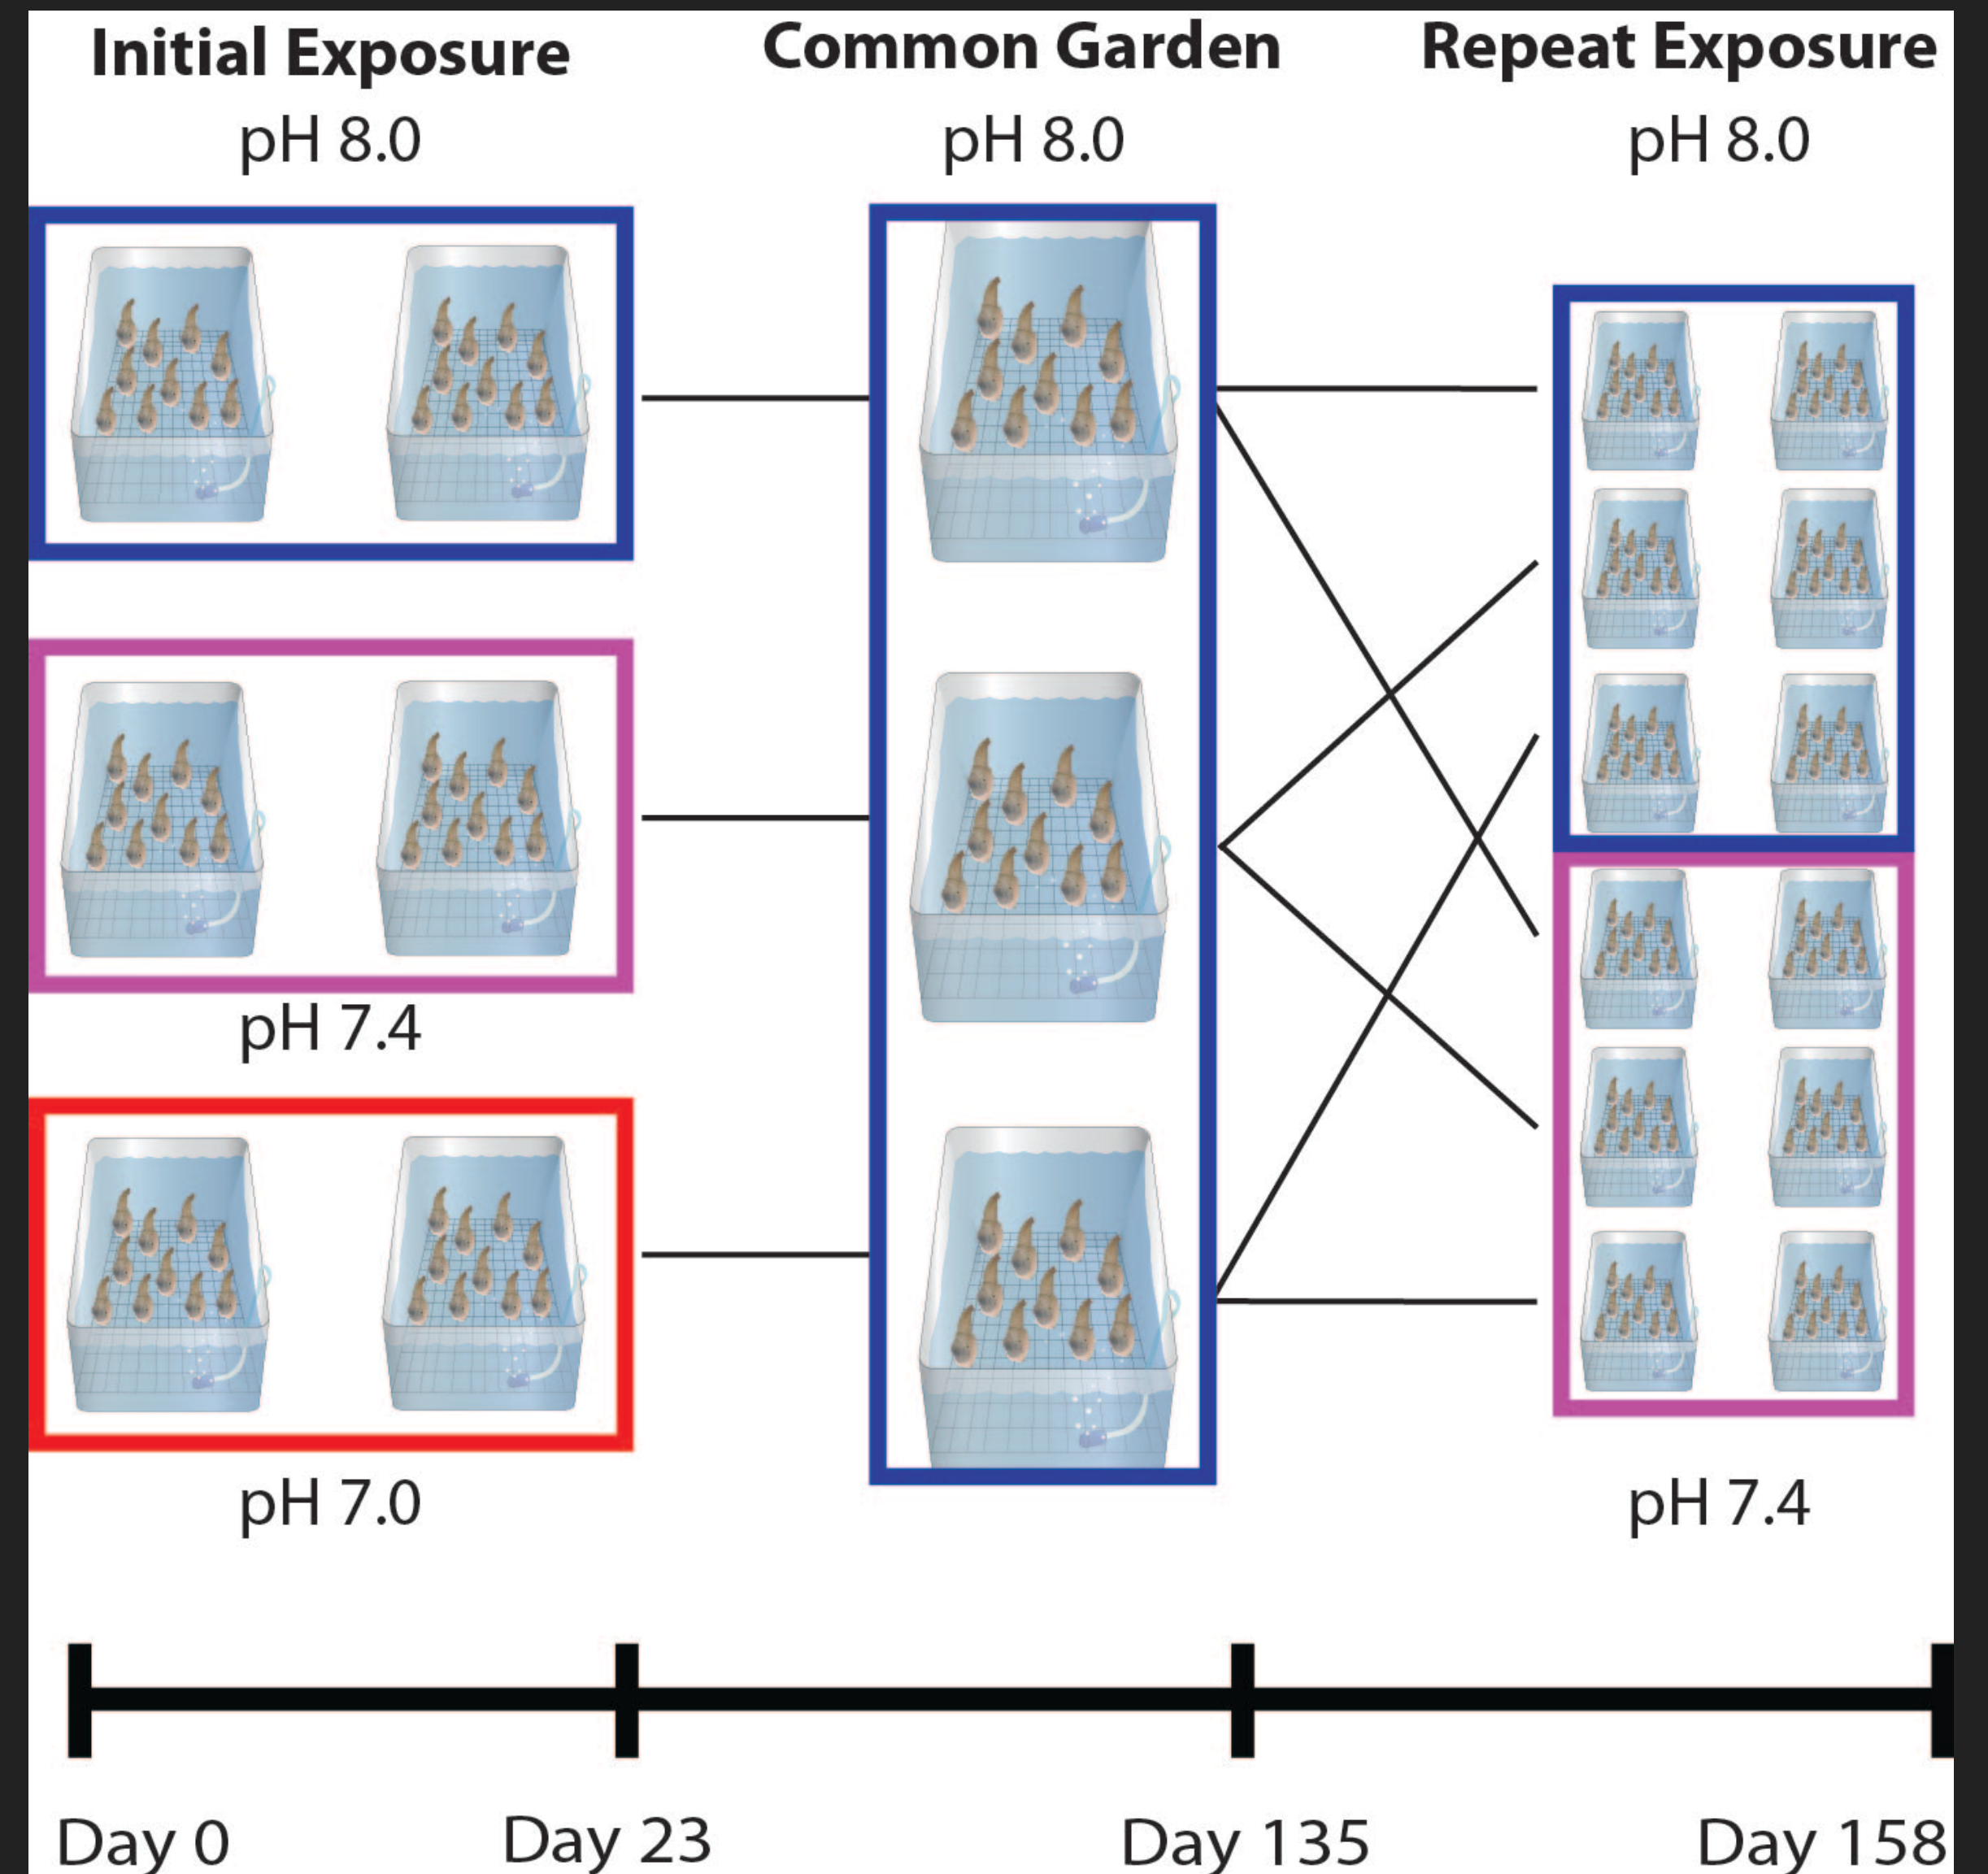 Initial Exposure
Common Garden
Repeat Exposure
pH 8.0
pH 8.0
pH 8.0
pH 7.4
pH 7.0
pH 7.4
Day 0
Day 23
Day 135
Day 158